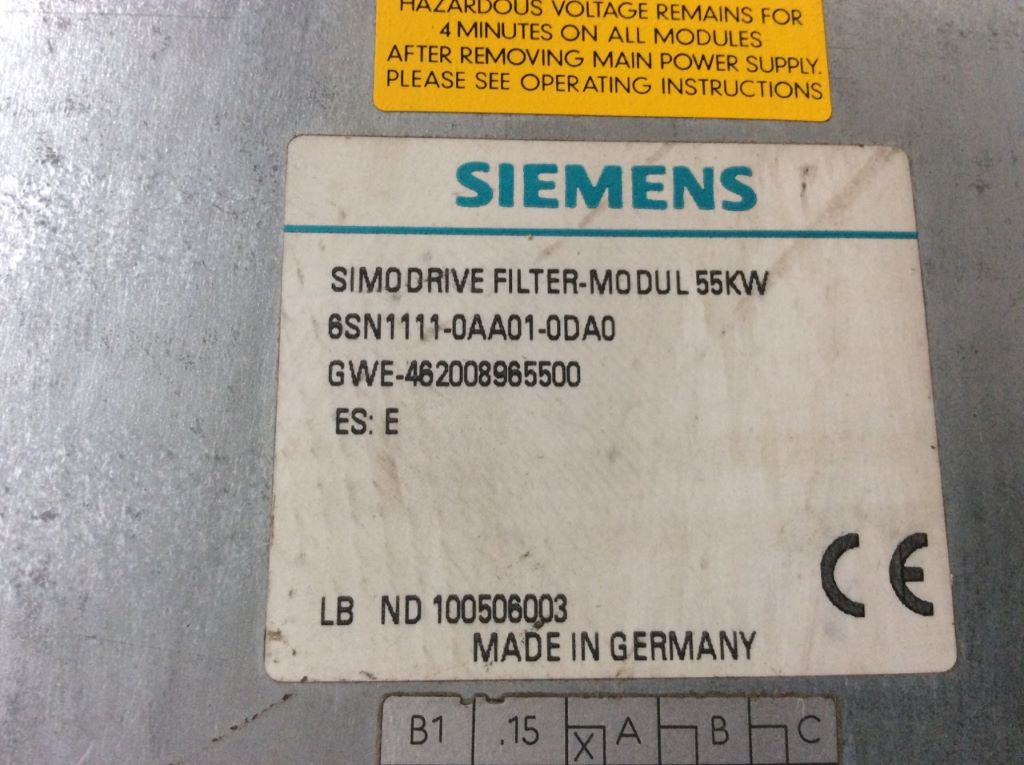 HAZARDOUS VOLTAGE REMAINS FOR
4 MINUTES ON ALL MODULES
AFTER REMOVING MAIN POWER SUPPLY.
PLEASE SEE OPERATING INSTRUCTIONS
SIEMENS
SIMODRIVE FILTER-MODUL 55KW
6SN1111-0AA01-0DA0
GWE-462008965500
ES: E
CE
LB ND 100506003
MADE IN GERMANY
B1 .15 X A B C